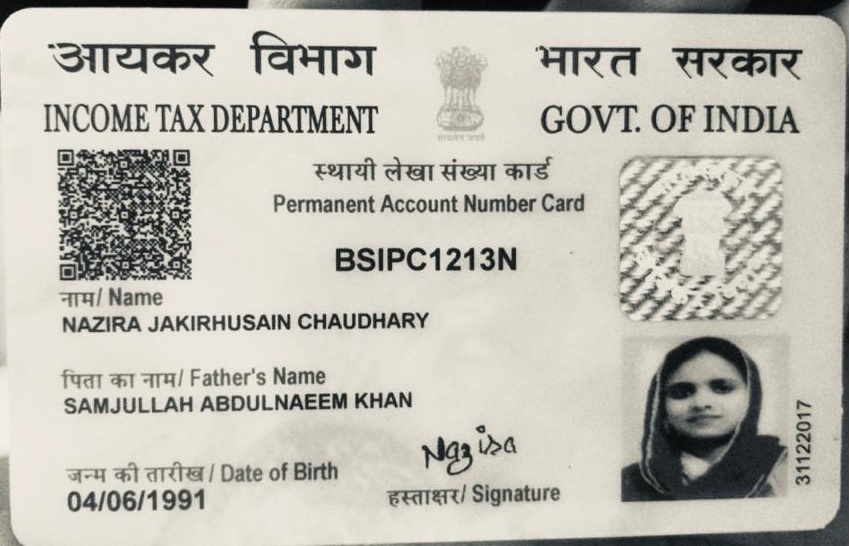 आयकर विभाग
INCOME TAX DEPARTMENT
भारत सरकार
GOVT. OF INDIA
सत्यमेव जयते
स्थायी लेखा संख्या कार्ड
Permanent Account Number Card
BSIPC1213N
नाम/ Name
NAZIRA JAKIRHUSAIN CHAUDHARY
पिता का नाम/ Father's Name
SAMJULLAH ABDULNAEEM KHAN
जन्म की तारीख / Date of Birth
04/06/1991
Nazira
हस्ताक्षर/ Signature
31122017